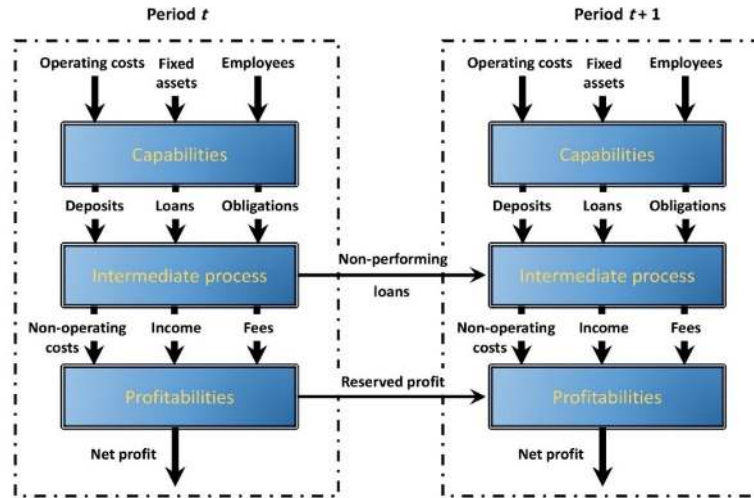 Period t
Period t + 1
Operating costs
Fixed
assets
Employees
Operating costs
Fixed
assets
Employees
Capabilities
Capabilities
Deposits
Loans
Obligations
Deposits
Loans
Obligations
Intermediate process
Non-performing
loans
Intermediate process
Non-operating
costs
Income
Fees
Non-operating
costs
Income
Fees
Profitabilities
Reserved profit
Profitabilities
Net profit
Net profit